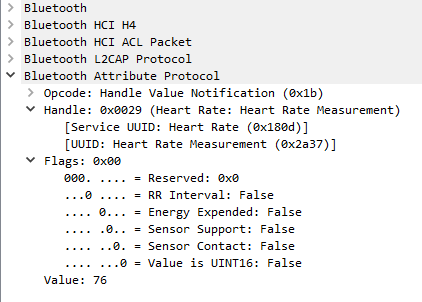 Bluetooth
Bluetooth HCI H4
Bluetooth HCI ACL Packet
Bluetooth L2CAP Protocol
Bluetooth Attribute Protocol
Opcode: Handle Value Notification (0x1b)
Handle: 0x0029 (Heart Rate: Heart Rate Measurement)
[Service UUID: Heart Rate (0x180d)]
[UUID: Heart Rate Measurement (0x2a37)]
Flags: 0x00
000. .... = Reserved: 0x0
...0 .... = RR Interval: False
.... 0... = Energy Expended: False
.... .0.. = Sensor Support: False
.... ..0. = Sensor Contact: False
.... ...0 = Value is UINT16: False
Value: 76